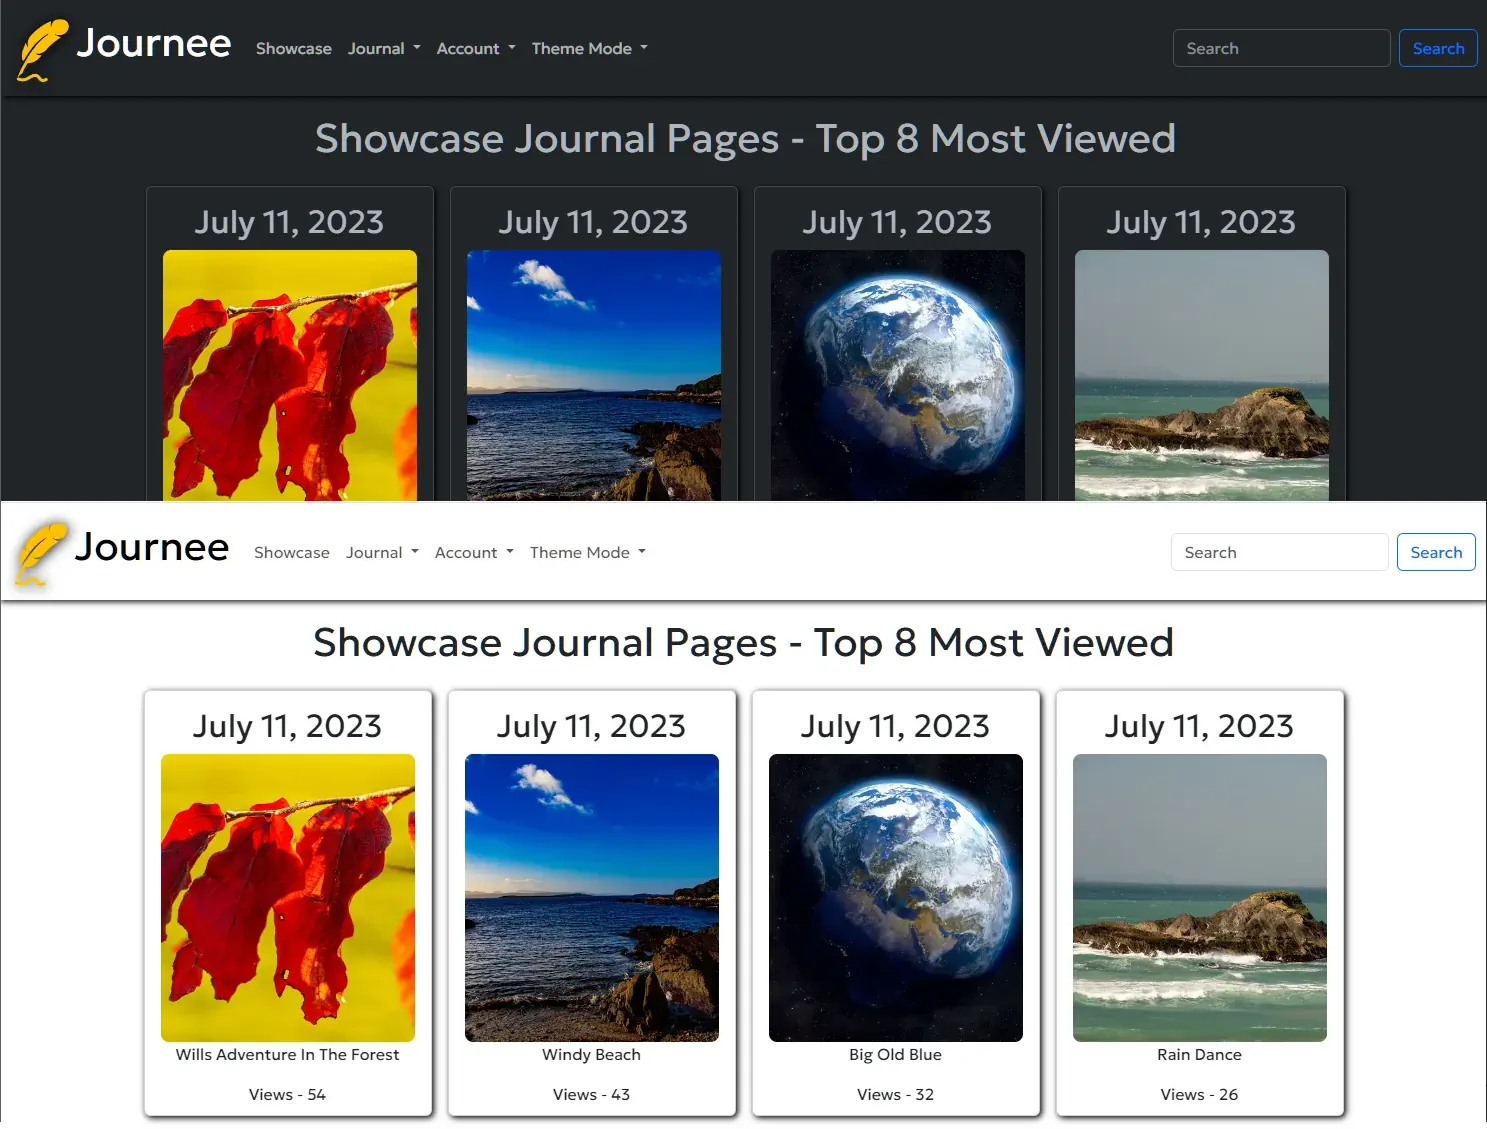 Journee Showcase Journal Account Theme Mode Search Search
Showcase Journal Pages - Top 8 Most Viewed
July 11, 2023 July 11, 2023 July 11, 2023 July 11, 2023
Journee Showcase Journal Account Theme Mode Search Search
Showcase Journal Pages - Top 8 Most Viewed
July 11, 2023 July 11, 2023 July 11, 2023 July 11, 2023
Wills Adventure In The Forest Windy Beach Big Old Blue Rain Dance
Views - 54 Views - 43 Views - 32 Views - 26